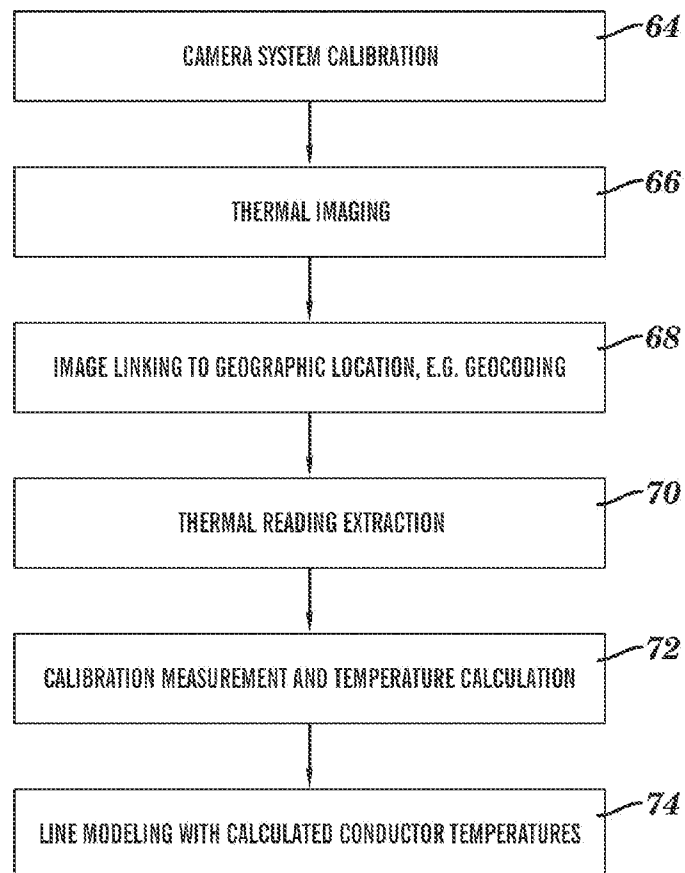 64
CAMERA SYSTEM CALIBRATION
66
THERMAL IMAGING
68
IMAGE LINKING TO GEOGRAPHIC LOCATION, E.G. GEOCODING
70
THERMAL READING EXTRACTION
72
CALIBRATION MEASUREMENT AND TEMPERATURE CALCULATION
74
LINE MODELING WITH CALCULATED CONDUCTOR TEMPERATURES